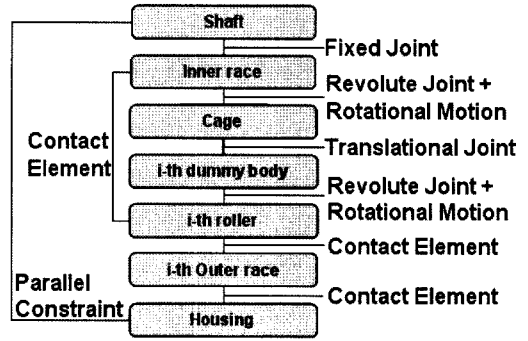 Shaft
Fixed Joint
Inner race
Revolute Joint +
Rotational Motion
Cage
Contact
Element
Translational Joint
i-th dummy body
Revolute Joint +
Rotational Motion
i-th roller
Contact Element
i-th Outer race
Parallel
Constraint
Contact Element
Housing